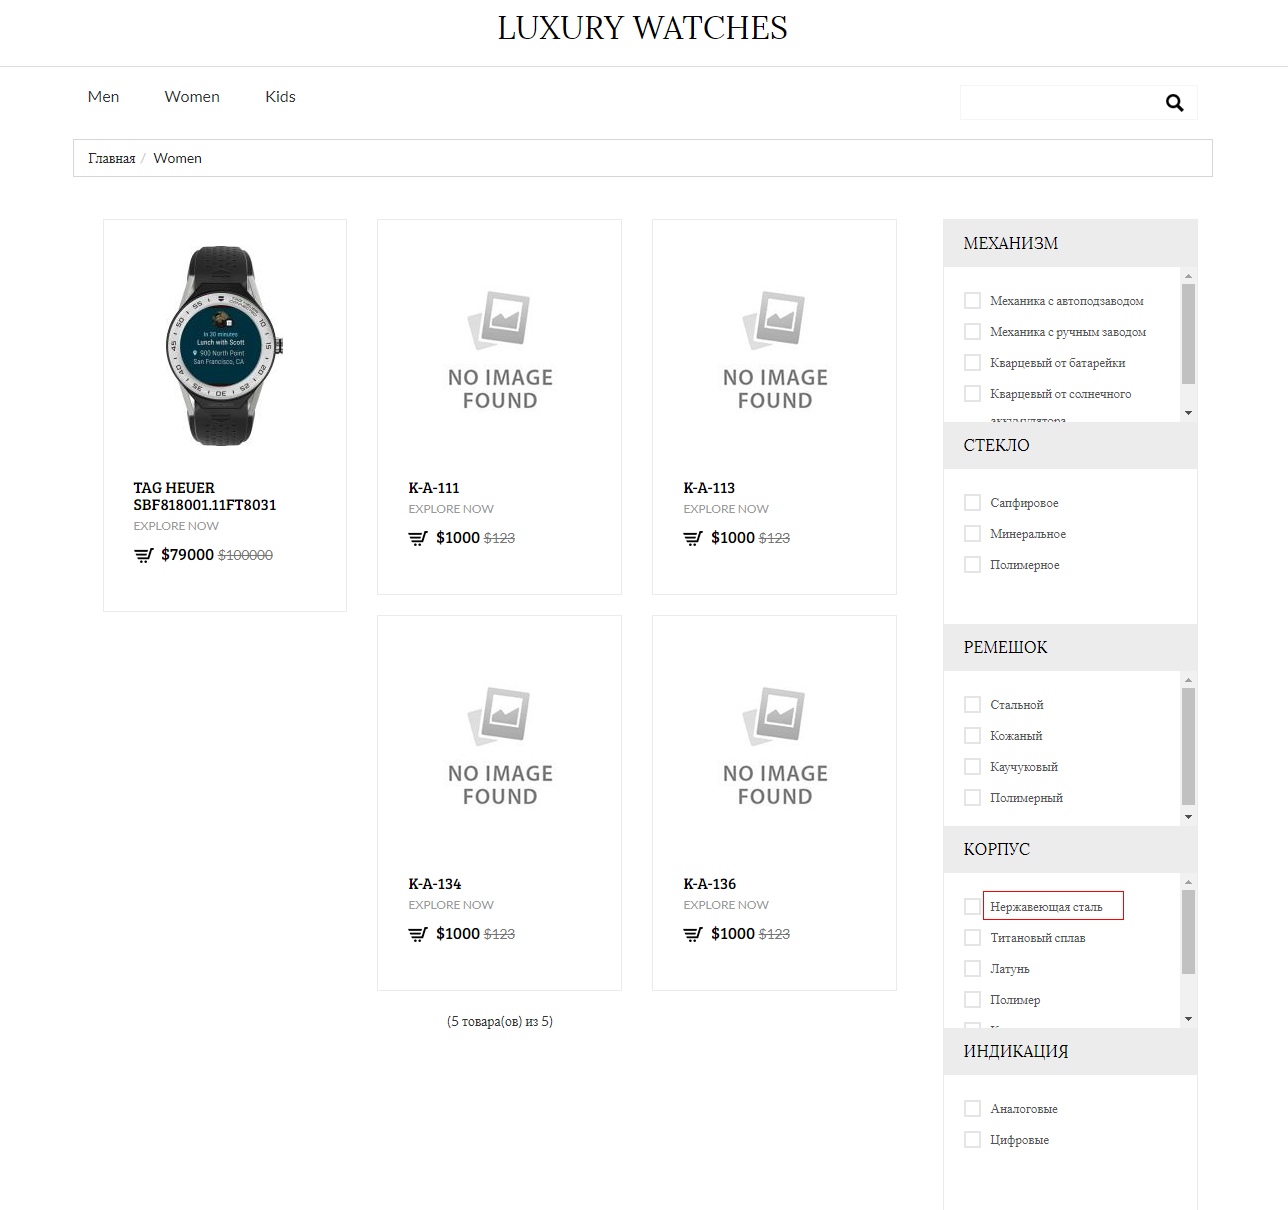 LUXURY WATCHES
Men
Women
Kids
Главная / Women
In 30 minutes
Lunch with Scott
900 North Point
San Francisco, CA
TAG HEUER
SBF818001.11FT8031
EXPLORE NOW
$79000 $100000
NO IMAGE
FOUND
K-A-111
EXPLORE NOW
$1000 $123
NO IMAGE
FOUND
K-A-113
EXPLORE NOW
$1000 $123
NO IMAGE
FOUND
K-A-134
EXPLORE NOW
$1000 $123
NO IMAGE
FOUND
K-A-136
EXPLORE NOW
$1000 $123
(5 товара(ов) из 5)
МЕХАНИЗМ
Механика с автоподзаводом
Механика с ручным заводом
Кварцевый от батарейки
Кварцевый от солнечного
аккумулятора
СТЕКЛО
Сапфировое
Минеральное
Полимерное
РЕМЕШОК
Стальной
Кожаный
Каучуковый
Полимерный
КОРПУС
Нержавеющая сталь
Титановый сплав
Латунь
Полимер
ИНДИКАЦИЯ
Аналоговые
Цифровые